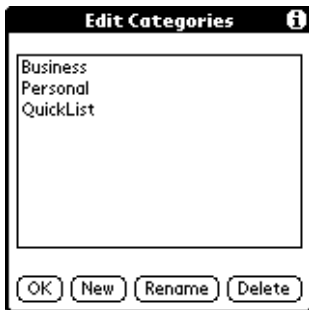 Edit Categories i
Business
Personal
QuickList
OK New Rename Delete